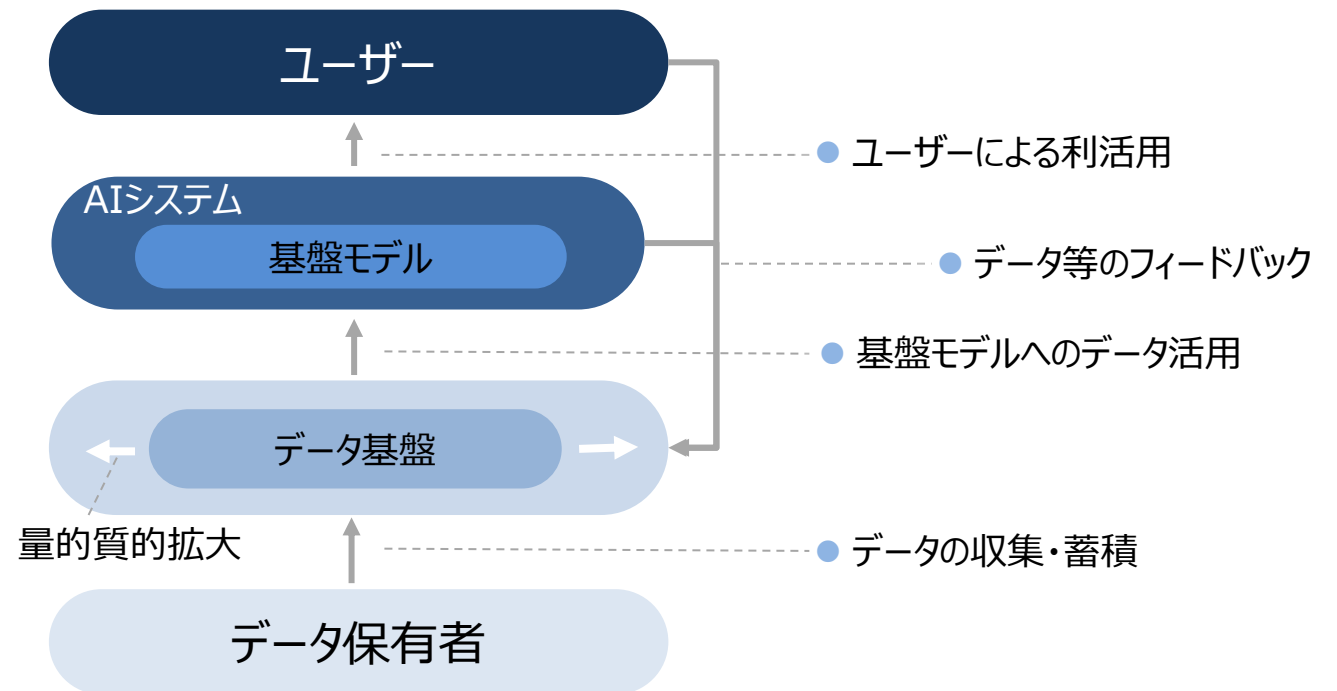 ユーザー
ユーザーによる利活用
AIシステム
基盤モデル
データ等のフィードバック
基盤モデルへのデータ活用
データ基盤
量的質的拡大
データの収集・蓄積
データ保有者